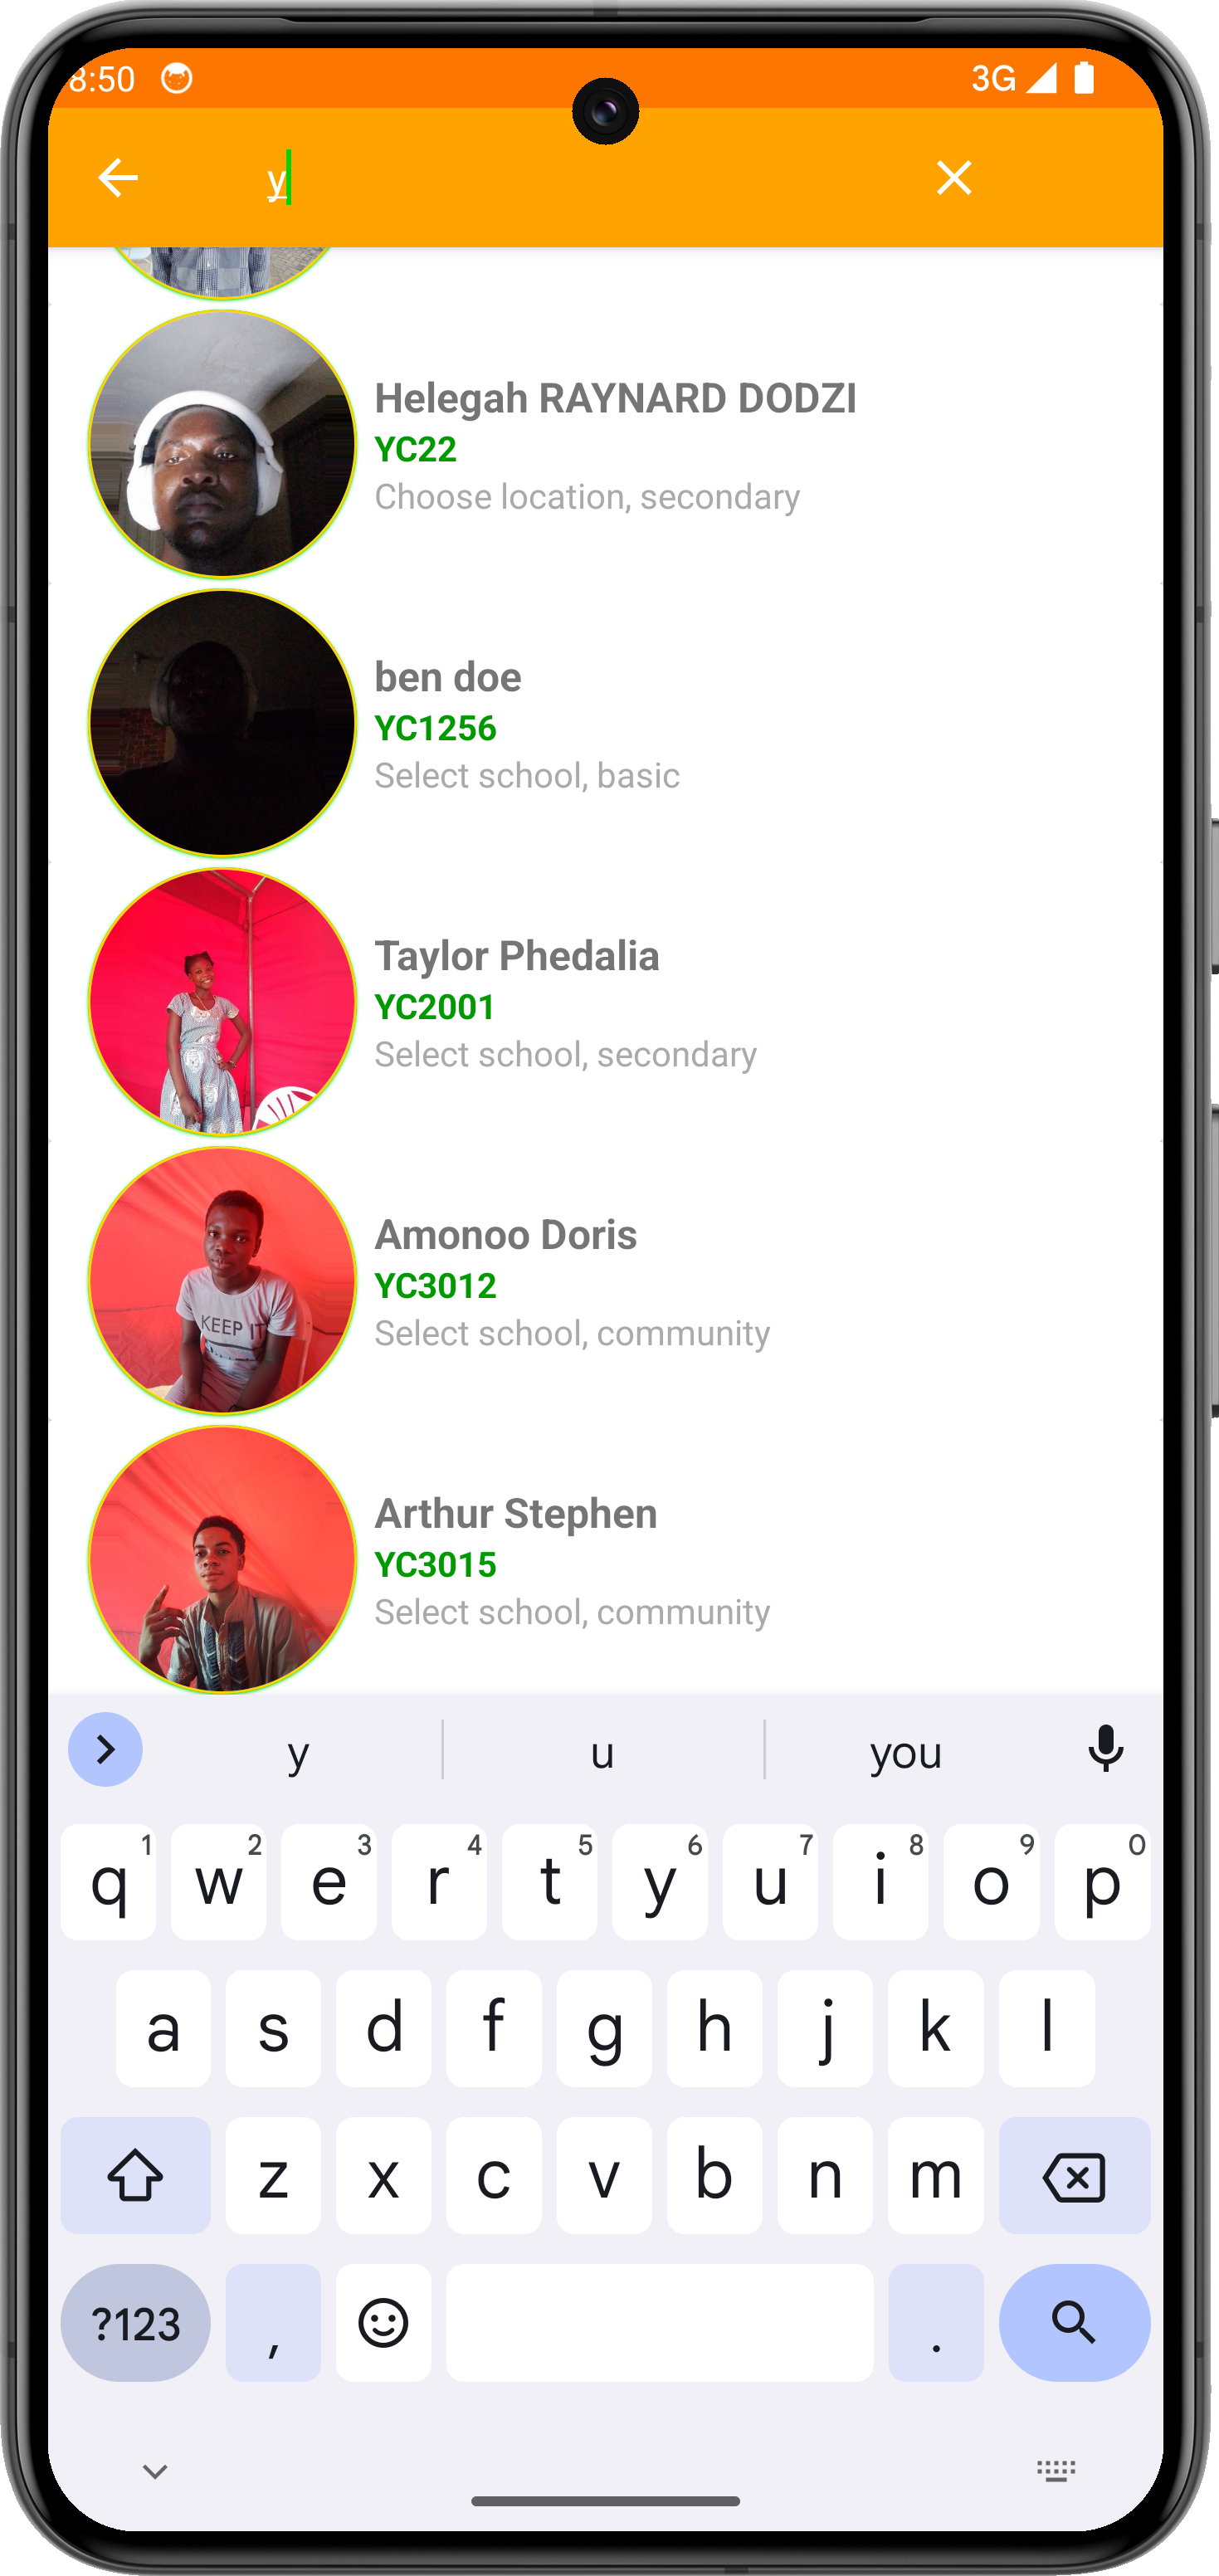 8:50
3G
y
Helegah RAYNARD DODZI
YC22
Choose location, secondary
ben doe
YC1256
Select school, basic
Taylor Phedalia
YC2001
Select school, secondary
KEEP IT
Amonoo Doris
YC3012
Select school, community
Arthur Stephen
YC3015
Select school, community
y u you
q 1 w 2 e 3 r 4 t 5 y 6 u 7 i 8 o 9 p 0
a s d f g h j k l
z x c v b n m
?123 , .